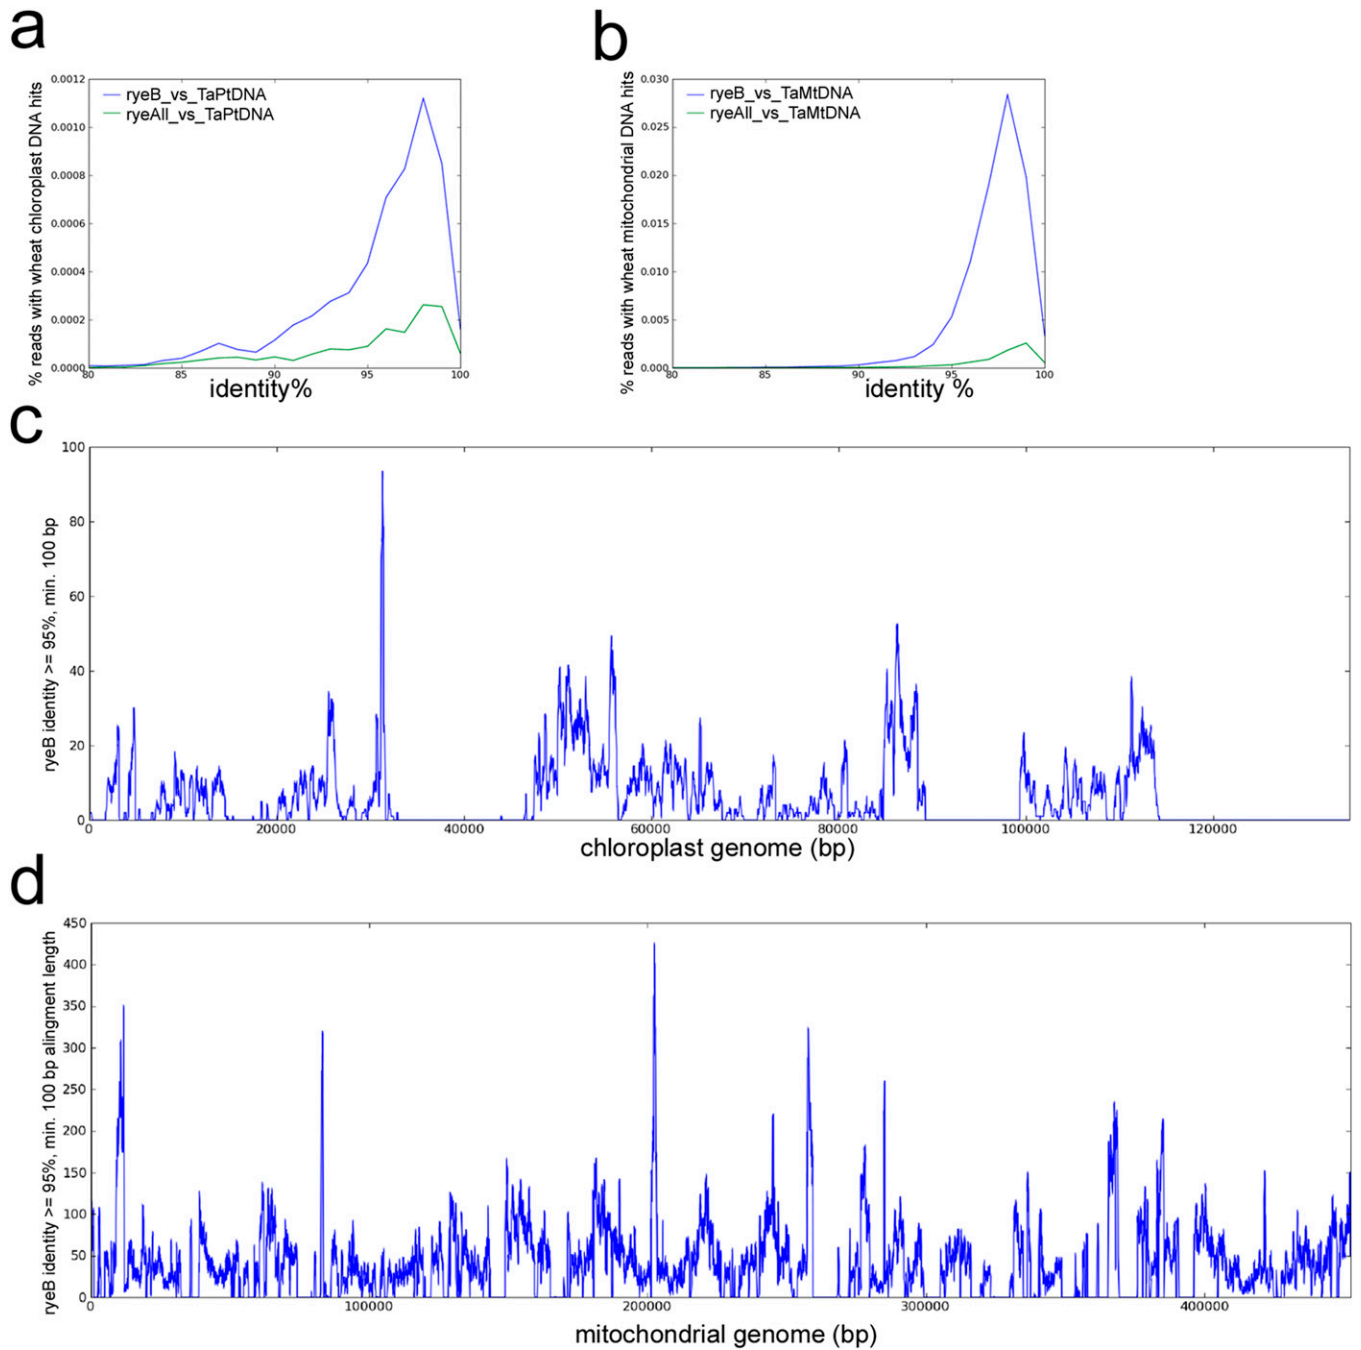 a
b
% reads with wheat chloroplast DNA hits
0.0012
0.0010
0.0008
0.0006
0.0004
0.0002
0.0000
ryeB_vs_TaPtDNA
ryeAll_vs_TaPtDNA
80 85 90 95 100
identity%
% reads with wheat mitochondrial DNA hits
0.030
0.025
0.020
0.015
0.010
0.005
0.000
ryeB_vs_TaMtDNA
ryeAll_vs_TaMtDNA
80 85 90 95 100
identity %
c
ryeB identity >= 95%, min. 100 bp
100
80
60
40
20
0
0 20000 40000 60000 80000 100000 120000
chloroplast genome (bp)
d
ryeB identity >= 95%, min. 100 bp alingment length
450
400
350
300
250
200
150
100
50
0
0 100000 200000 300000 400000
mitochondrial genome (bp)